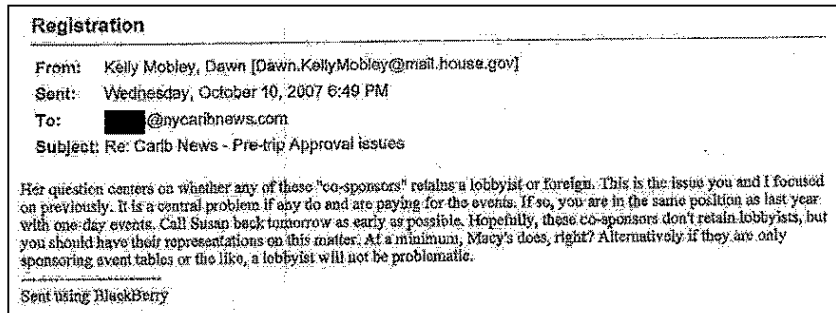 Registration
From: Kelly Mobley, Dawn [Dawn.KellyMobley@mail.house.gov]
Sent: Wednesday, October 10, 2007 6:49 PM
To: @nycaribnews.com
Subject: Re: Carib News - Pre-trip Approval issues
Her question centers on whether any of these "co-sponsors" retains a lobbyist or foreign. This is the issue you and I focused
on previously. It is a central problem if any do and are paying for the events. If so, you are in the same position as last year
with one-day events. Call Susan back tomorrow as early as possible. Hopefully, these co-sponsors don't retain lobbyists, but
you should have their representations on this matter. At a minimum, Macy's does, right? Alternatively if they are only
sponsoring event tables or the like, a lobbyist will not be problematic.
Sent using BlackBerry